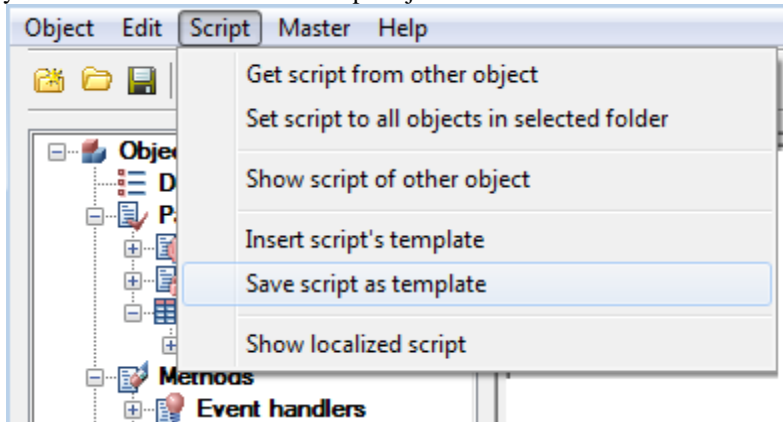 Object Edit Script Master Help
Get script from other object
Set script to all objects in selected folder
Show script of other object
Insert script's template
Save script as template
Show localized script
Methods
Event handlers